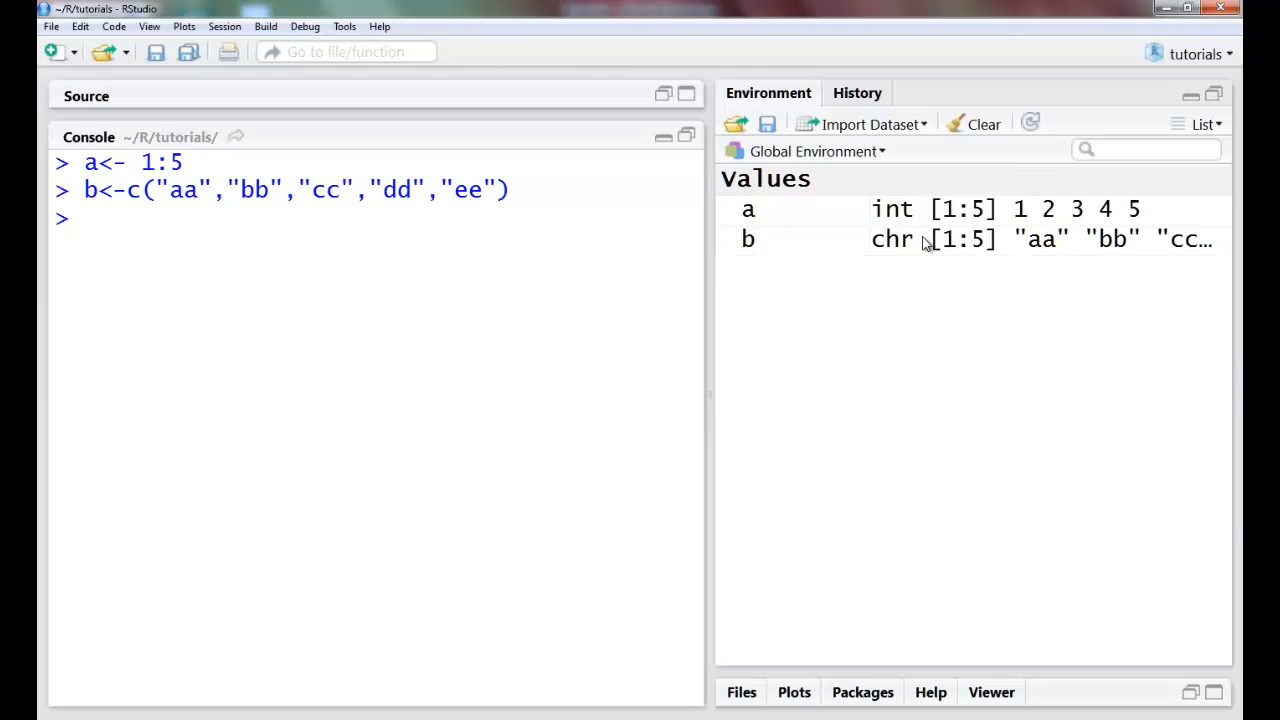 ~/R/tutorials - RStudio
File Edit Code View Plots Session Build Debug Tools Help
Go to file/function
tutorials
Source
Console ~/R/tutorials/
> a<- 1:5
> b<-c("aa","bb","cc","dd","ee")
>
Environment History
Import Dataset Clear List
Global Environment
Values
a int [1:5] 1 2 3 4 5
b chr [1:5] "aa" "bb" "cc…
Files Plots Packages Help Viewer